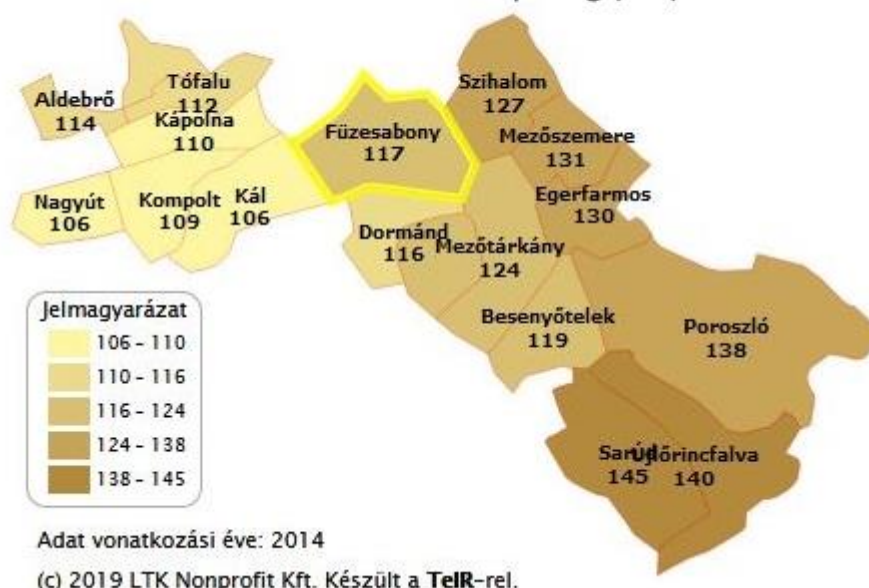 Aldebrő
114
Tófalu
112
Kápolna
110
Nagyút
106
Kompolt
109
Kál
106
Füzesabony
117
Szihalom
127
Mezőszemere
131
Egerfarmos
130
Dormánd
116
Mezőtárkány
124
Besenyőtelek
119
Poroszló
138
Sarud
145
Újlőrincfalva
140
Jelmagyarázat
106 - 110
110 - 116
116 - 124
124 - 138
138 - 145
Adat vonatkozási éve: 2014
(c) 2019 LTK Nonprofit Kft. Készült a TeIR-rel.